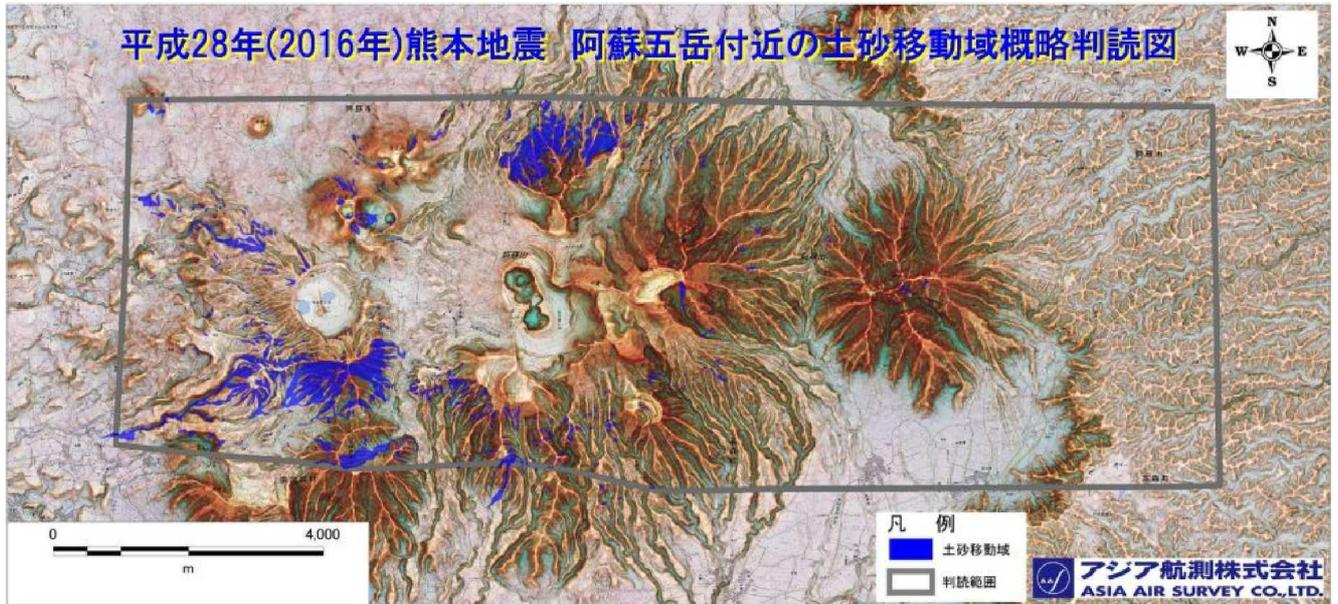 平成28年(2016年)熊本地震 阿蘇五岳付近の土砂移動域概略判読図
N
W E
S
0 4,000
m
凡 例
土砂移動域
判読範囲
アジア航測株式会社
ASIA AIR SURVEY CO.,LTD.